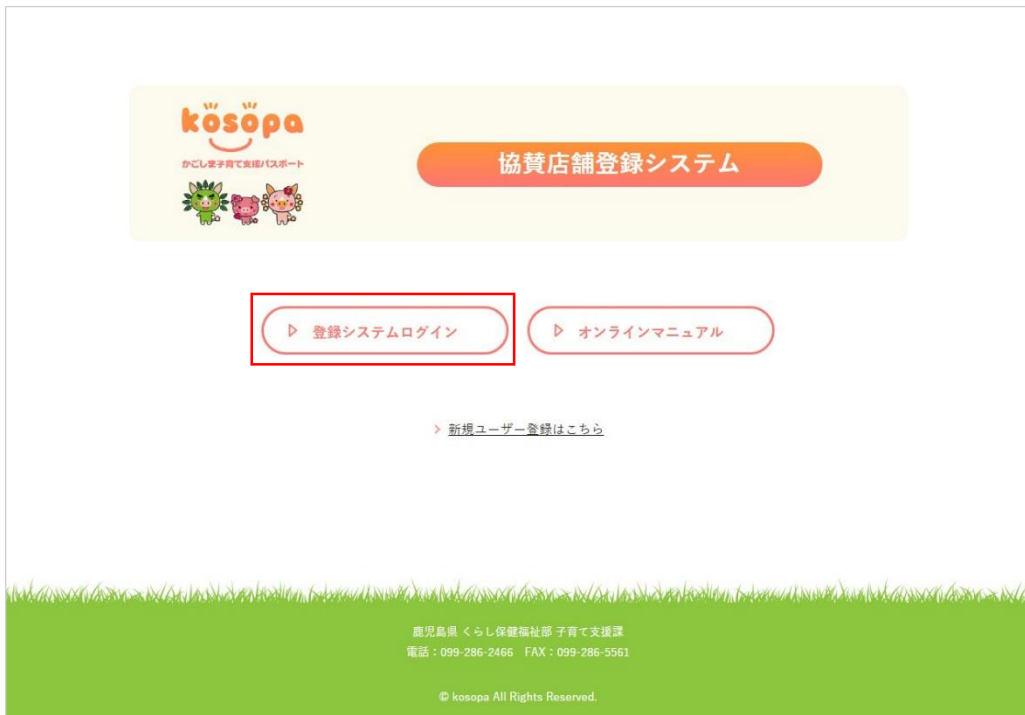 kosopa
かごしま子育て支援パスポート
協賛店舗登録システム
登録システムログイン
オンラインマニュアル
新規ユーザー登録はこちら
鹿児島県 くらし保健福祉部 子育て支援課
電話：099-286-2466 FAX：099-286-5561
© kosopa All Rights Reserved.